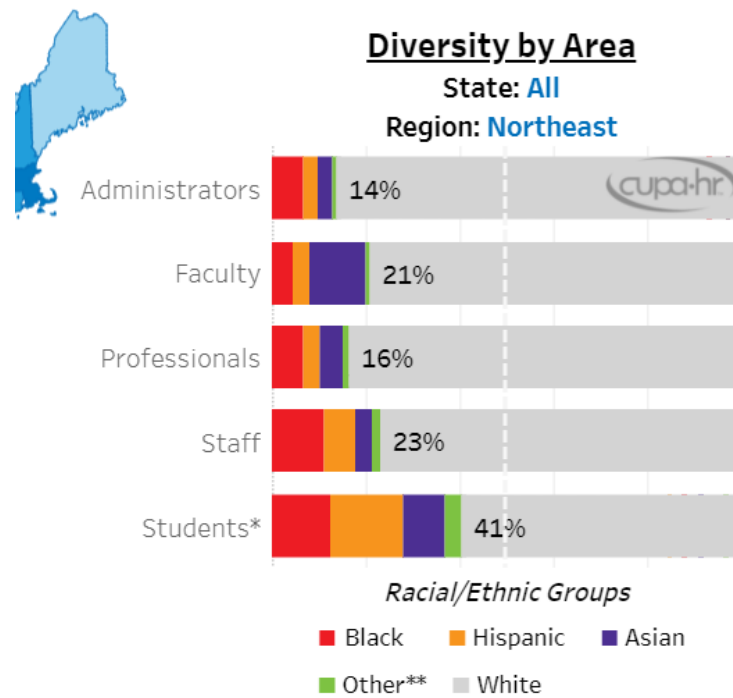 Diversity by Area
State: All
Region: Northeast
cupa-hr
Administrators 14%
Faculty 21%
Professionals 16%
Staff 23%
Students* 41%
Racial/Ethnic Groups
Black Hispanic Asian
Other** White